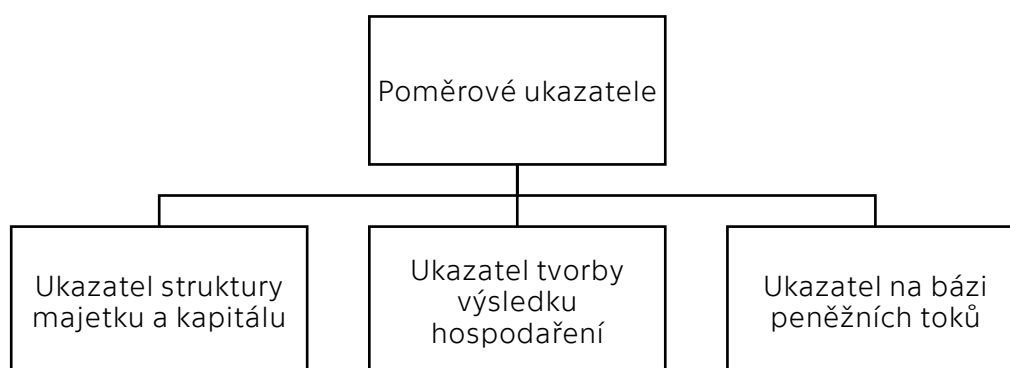 Poměrové ukazatele
Ukazatel struktury
majetku a kapitálu
Ukazatel tvorby
výsledku
hospodaření
Ukazatel na bázi
peněžních toků